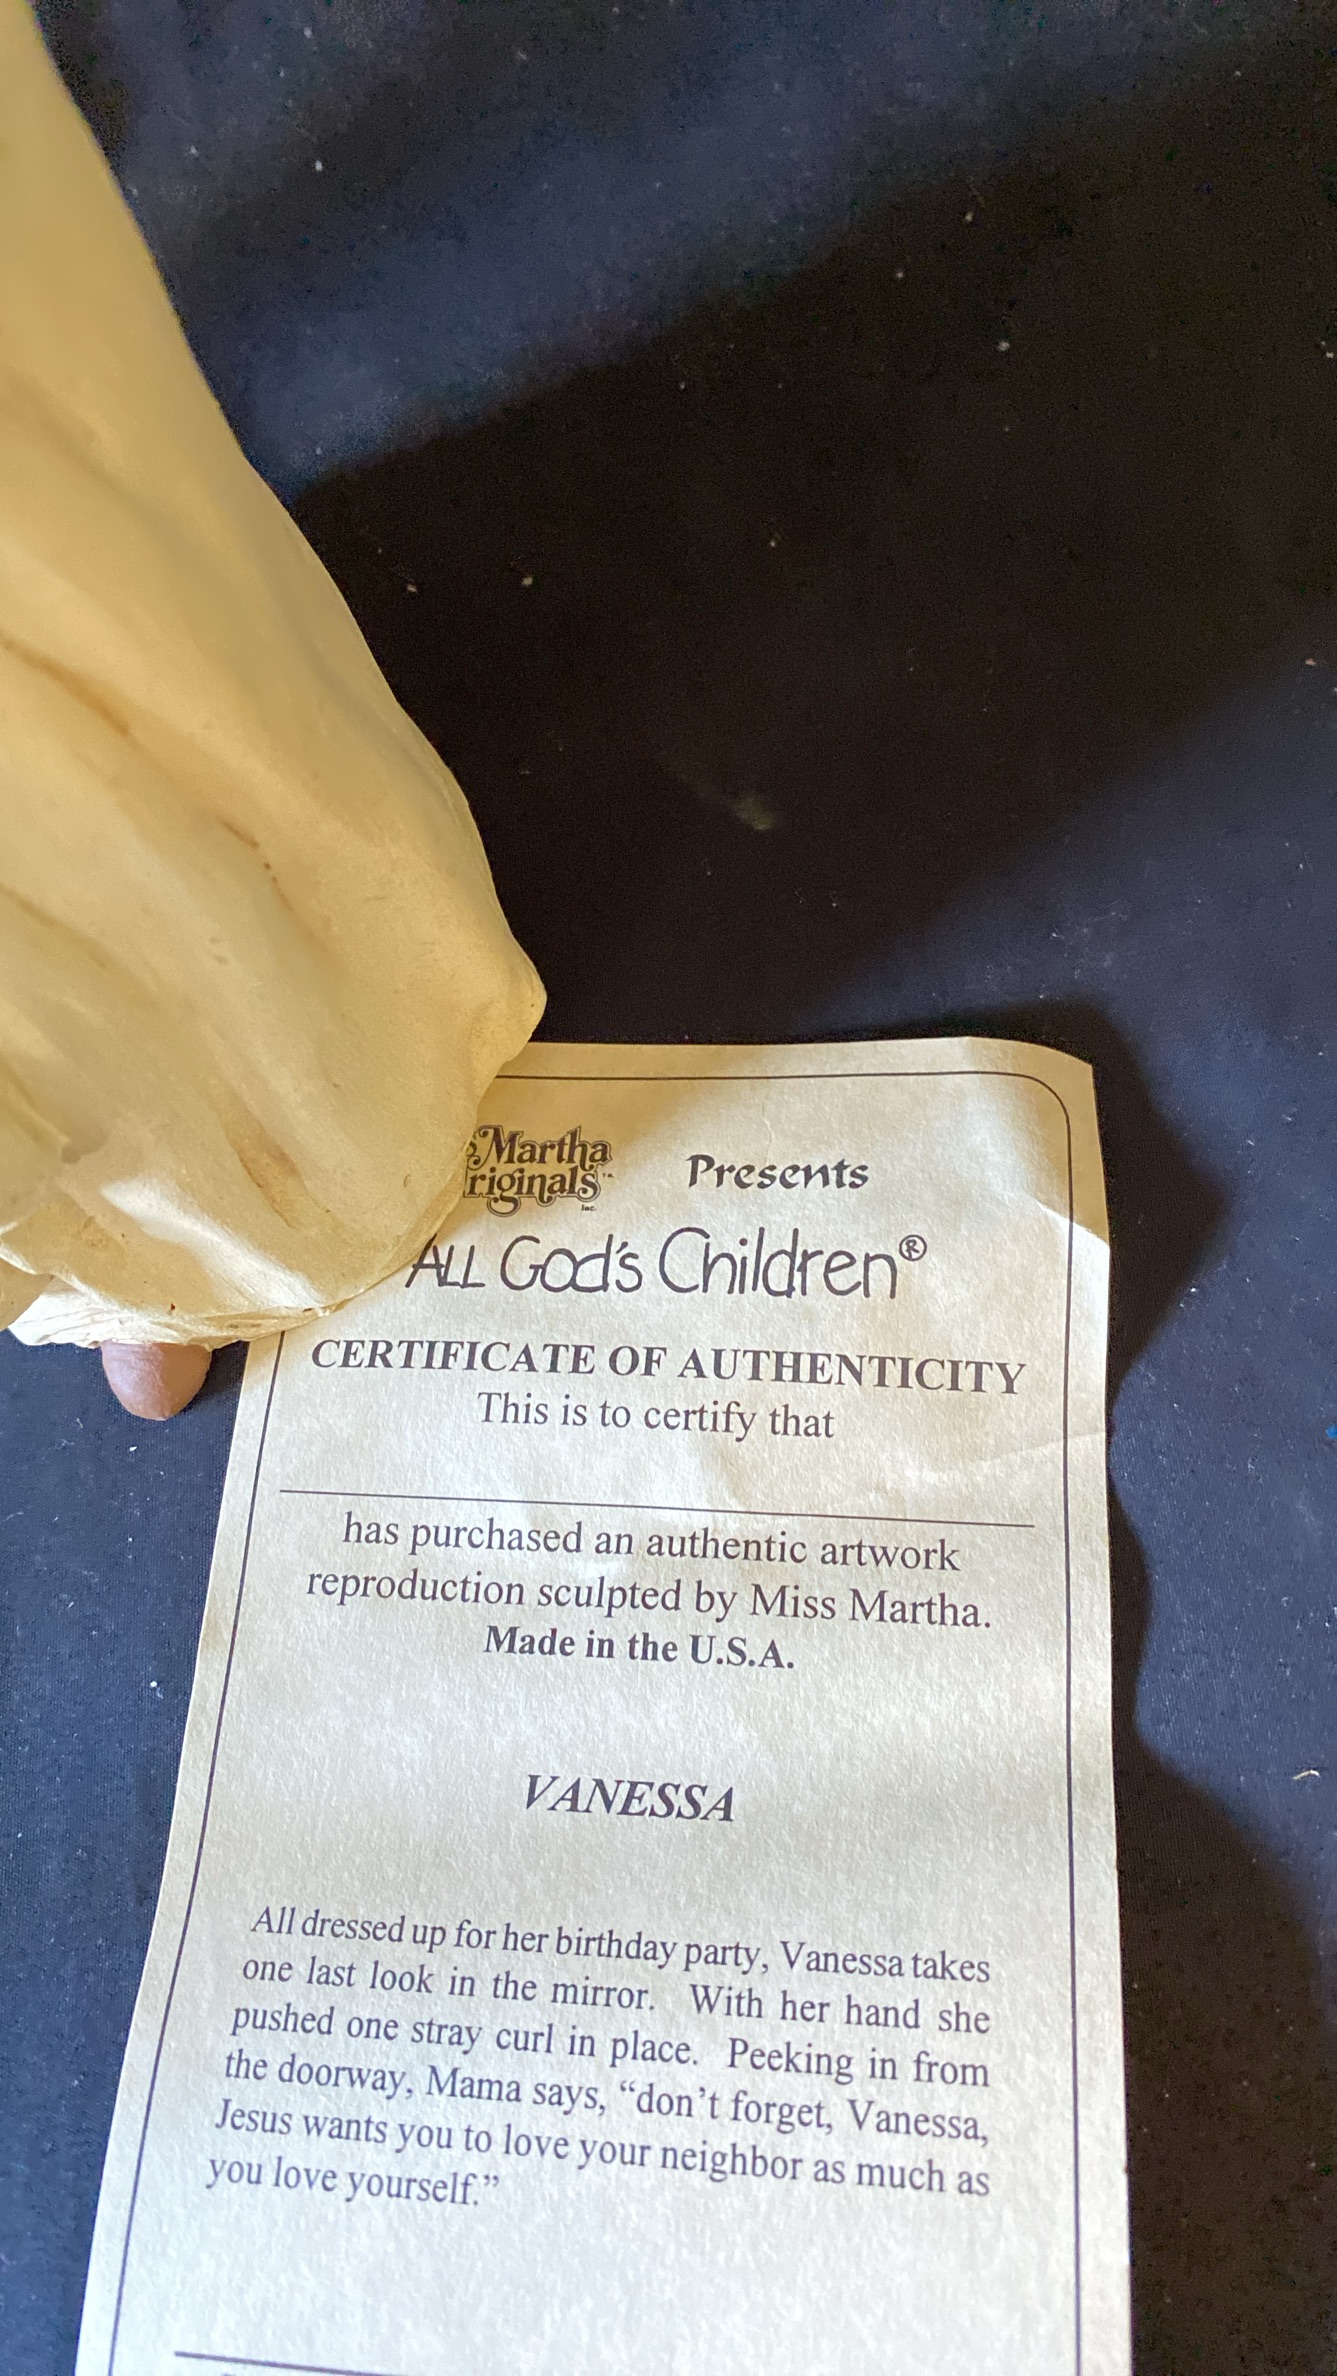 Martha
riginals™
Inc.
Presents
ALL God's Children®
CERTIFICATE OF AUTHENTICITY
This is to certify that
has purchased an authentic artwork
reproduction sculpted by Miss Martha.
Made in the U.S.A.
VANESSA
All dressed up for her birthday party, Vanessa takes
one last look in the mirror. With her hand she
pushed one stray curl in place. Peeking in from
the doorway, Mama says, “don’t forget, Vanessa,
Jesus wants you to love your neighbor as much as
you love yourself.”